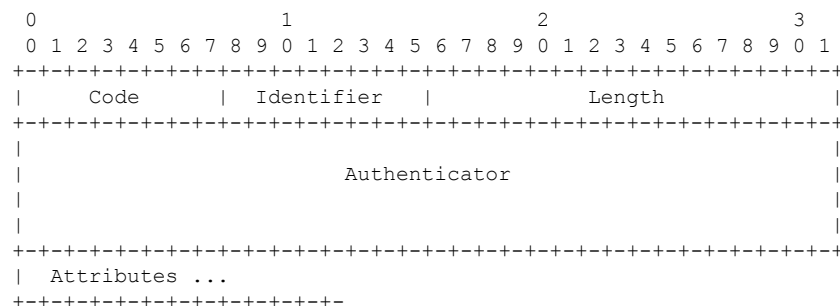 0                   1                   2                   3
 0 1 2 3 4 5 6 7 8 9 0 1 2 3 4 5 6 7 8 9 0 1 2 3 4 5 6 7 8 9 0 1
+-+-+-+-+-+-+-+-+-+-+-+-+-+-+-+-+-+-+-+-+-+-+-+-+-+-+-+-+-+-+-+-+
|     Code      |  Identifier   |            Length             |
+-+-+-+-+-+-+-+-+-+-+-+-+-+-+-+-+-+-+-+-+-+-+-+-+-+-+-+-+-+-+-+-+
|                                                               |
|                         Authenticator                         |
|                                                               |
|                                                               |
+-+-+-+-+-+-+-+-+-+-+-+-+-+-+-+-+-+-+-+-+-+-+-+-+-+-+-+-+-+-+-+-+
|  Attributes ...
+-+-+-+-+-+-+-+-+-+-+-+-+-